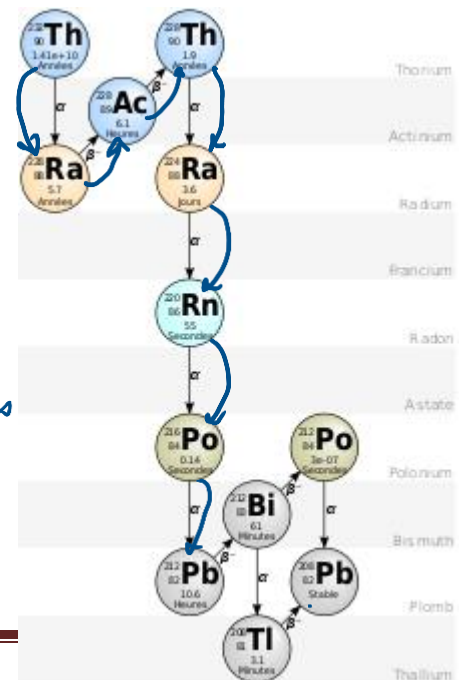 232 90 Th
1.41e+10
Années
228 90 Th
1.9
Années
Thorium
α
228 89 Ac
6.1
Heures
β-
β-
α
Actinium
228 88 Ra
5.7
Années
224 88 Ra
3.6
Jours
Radium
α
Francium
220 86 Rn
55
Secondes
Radon
α
Astate
s
216 84 Po
0.14
Secondes
212 84 Po
3e-07
Secondes
Polonium
α
212 83 Bi
61
Minutes
β-
β-
α
Bismuth
212 82 Pb
10.6
Heures
α
208 82 Pb
Stable
Plomb
208 81 Tl
3.1
Minutes
β-
Thallium